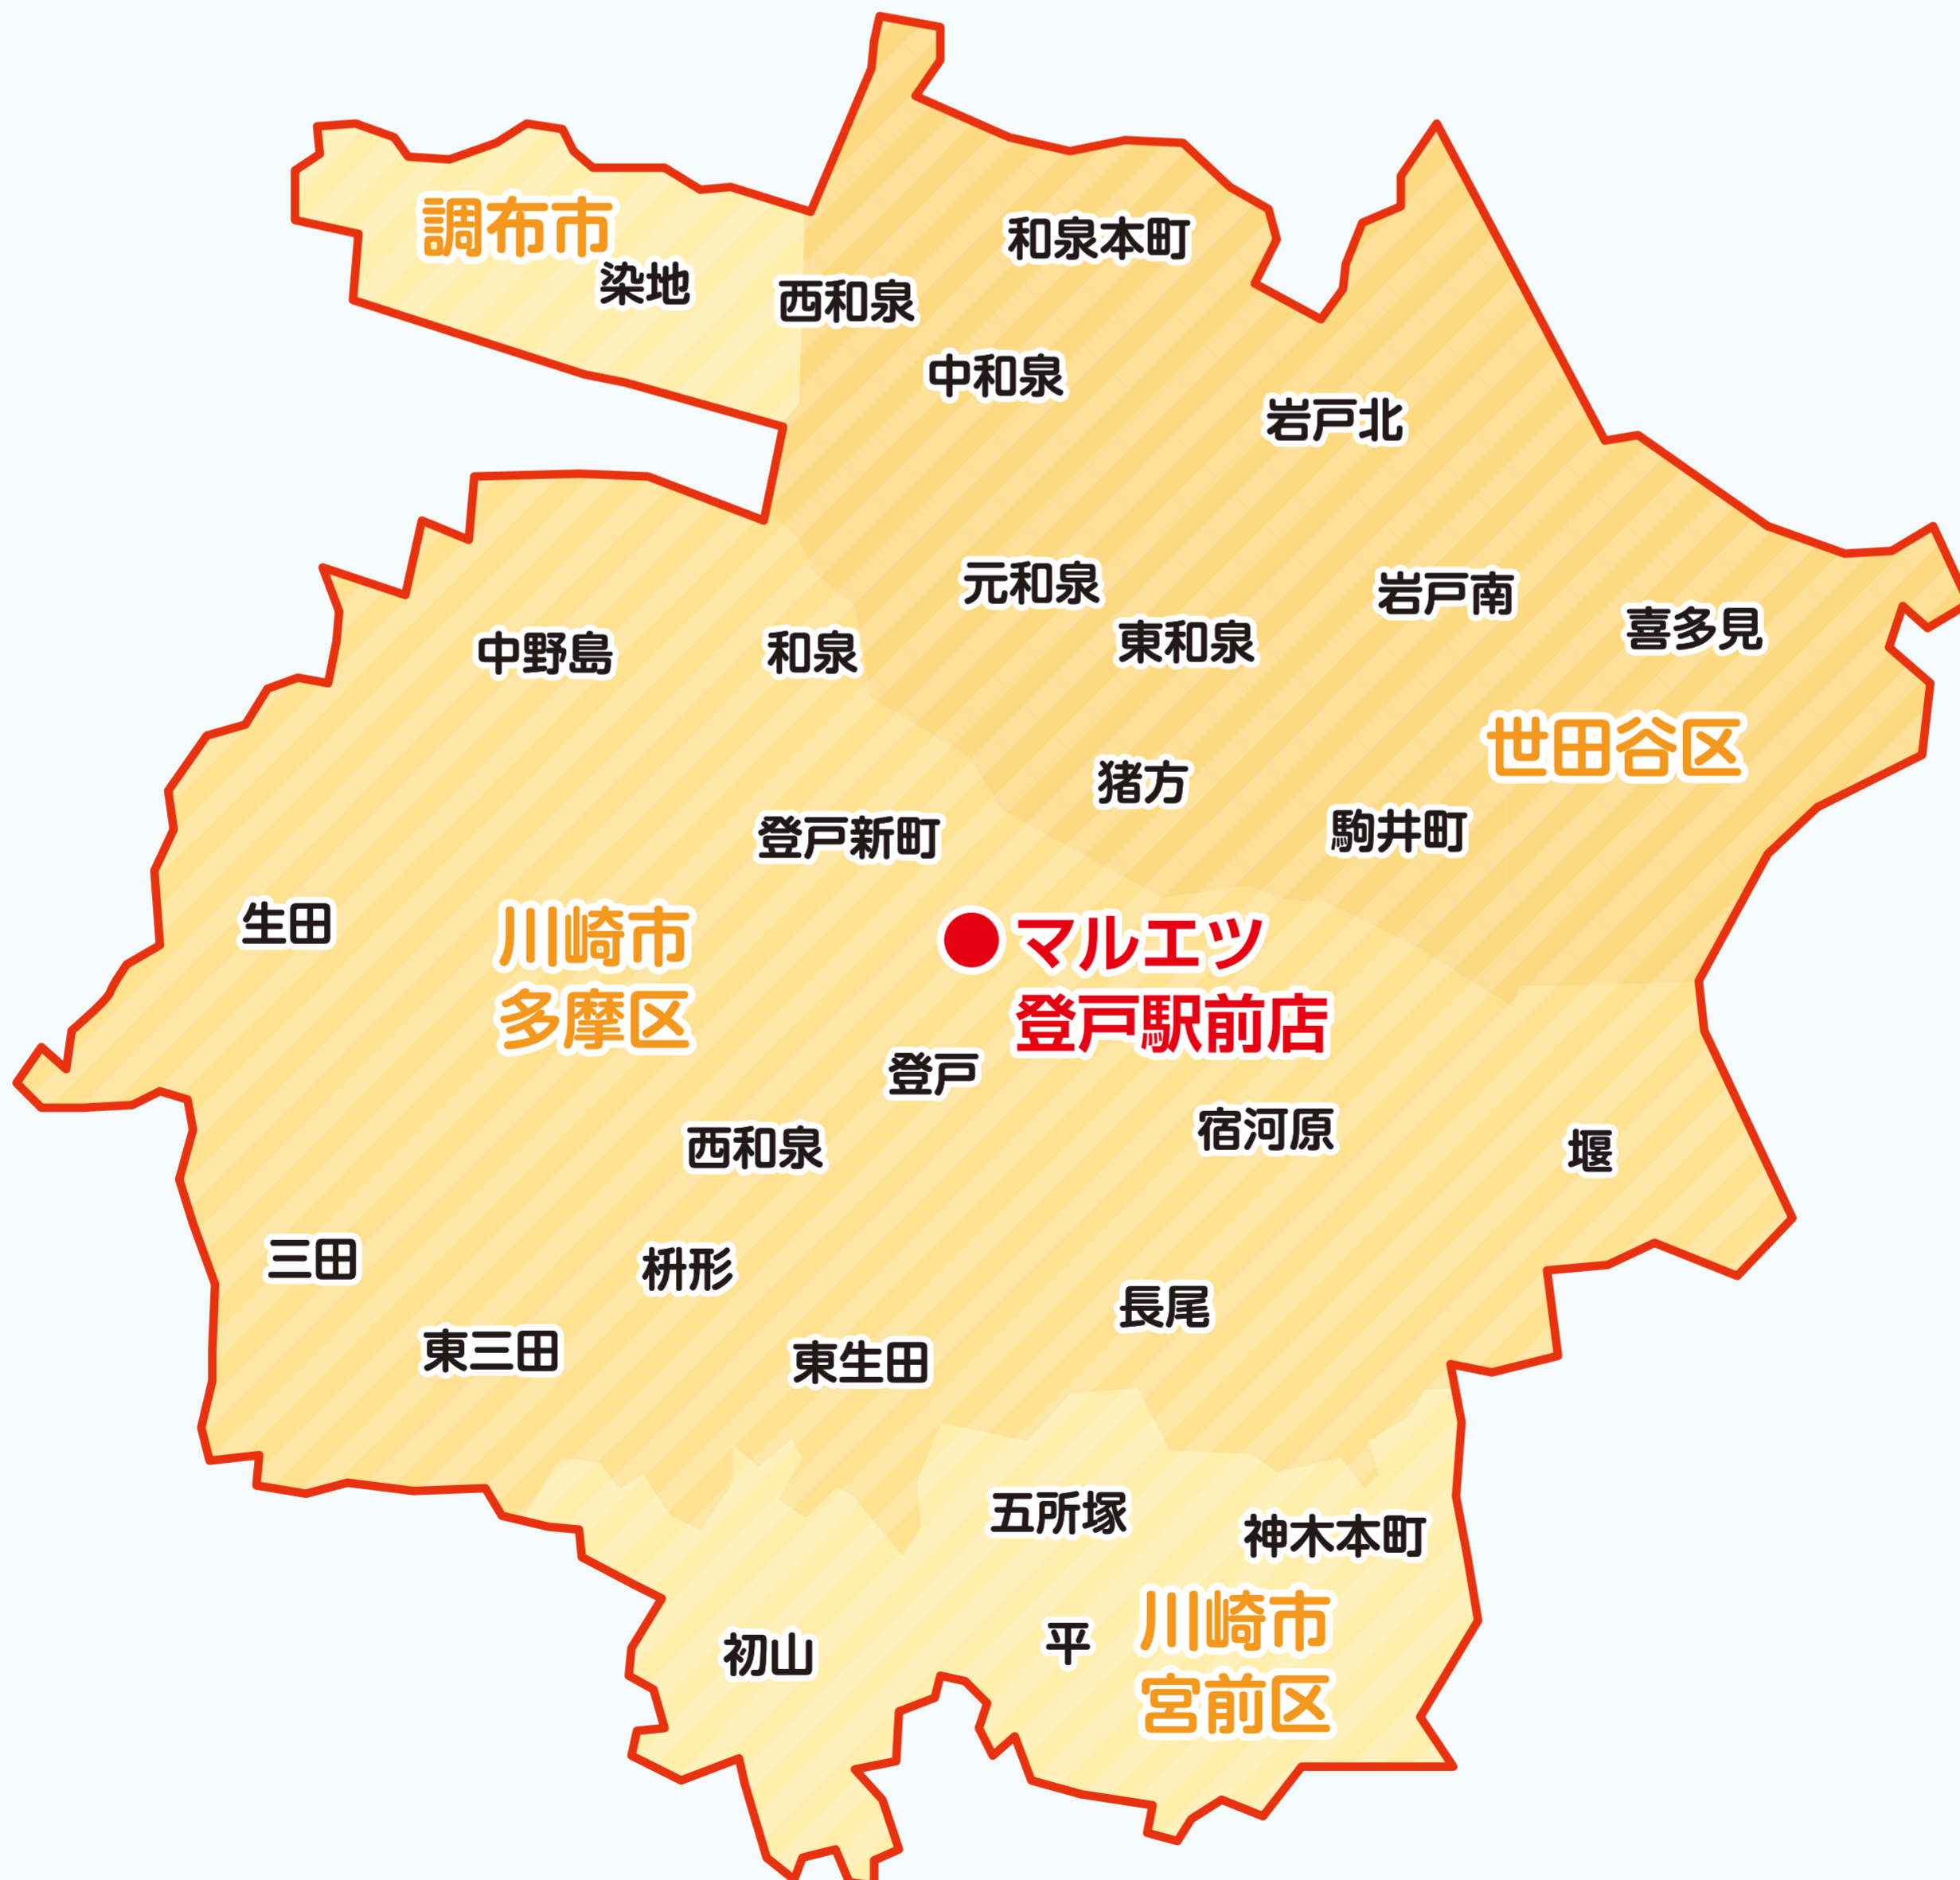 調布市
染地
和泉本町
西和泉
中和泉
岩戸北
元和泉
岩戸南
喜多見
中野島
和泉
東和泉
世田谷区
猪方
登戸新町
駒井町
生田
川崎市
多摩区
マルエツ
登戸駅前店
登戸
西和泉
宿河原
堰
三田
枡形
長尾
東三田
東生田
五所塚
神木本町
初山
平
川崎市
宮前区